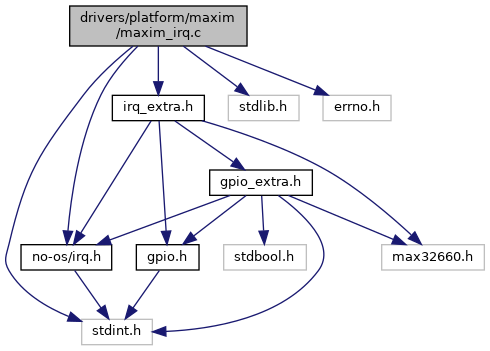 drivers/platform/maxim
/maxim_irq.c
irq_extra.h
stdlib.h
errno.h
gpio_extra.h
no-os/irq.h
gpio.h
stdbool.h
max32660.h
stdint.h